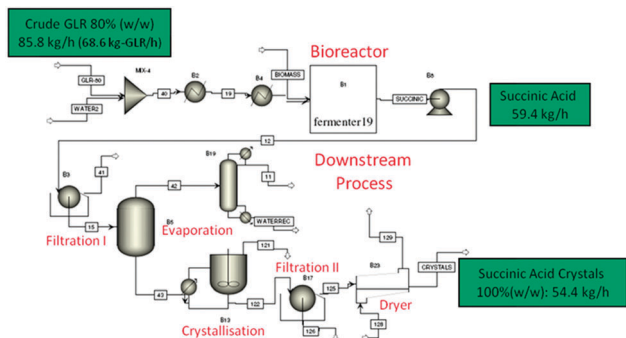 Crude GLR 80% (w/w)
85.8 kg/h (68.6 kg-GLR/h)
Bioreactor
MIX-4
B2
B4
BIOMASS
B1
B5
GLR-80
40
19
SUCCINIC
WATER2
fermenter19
Succinic Acid
59.4 kg/h
12
Downstream
Process
B3
41
42
B19
11
WATERREC
15
B6
Filtration I
Evaporation
121
Filtration II
129
B17
B23
CRYSTALS
43
125
122
Dryer
B13
126
128
Crystallisation
Succinic Acid Crystals
100%(w/w): 54.4 kg/h